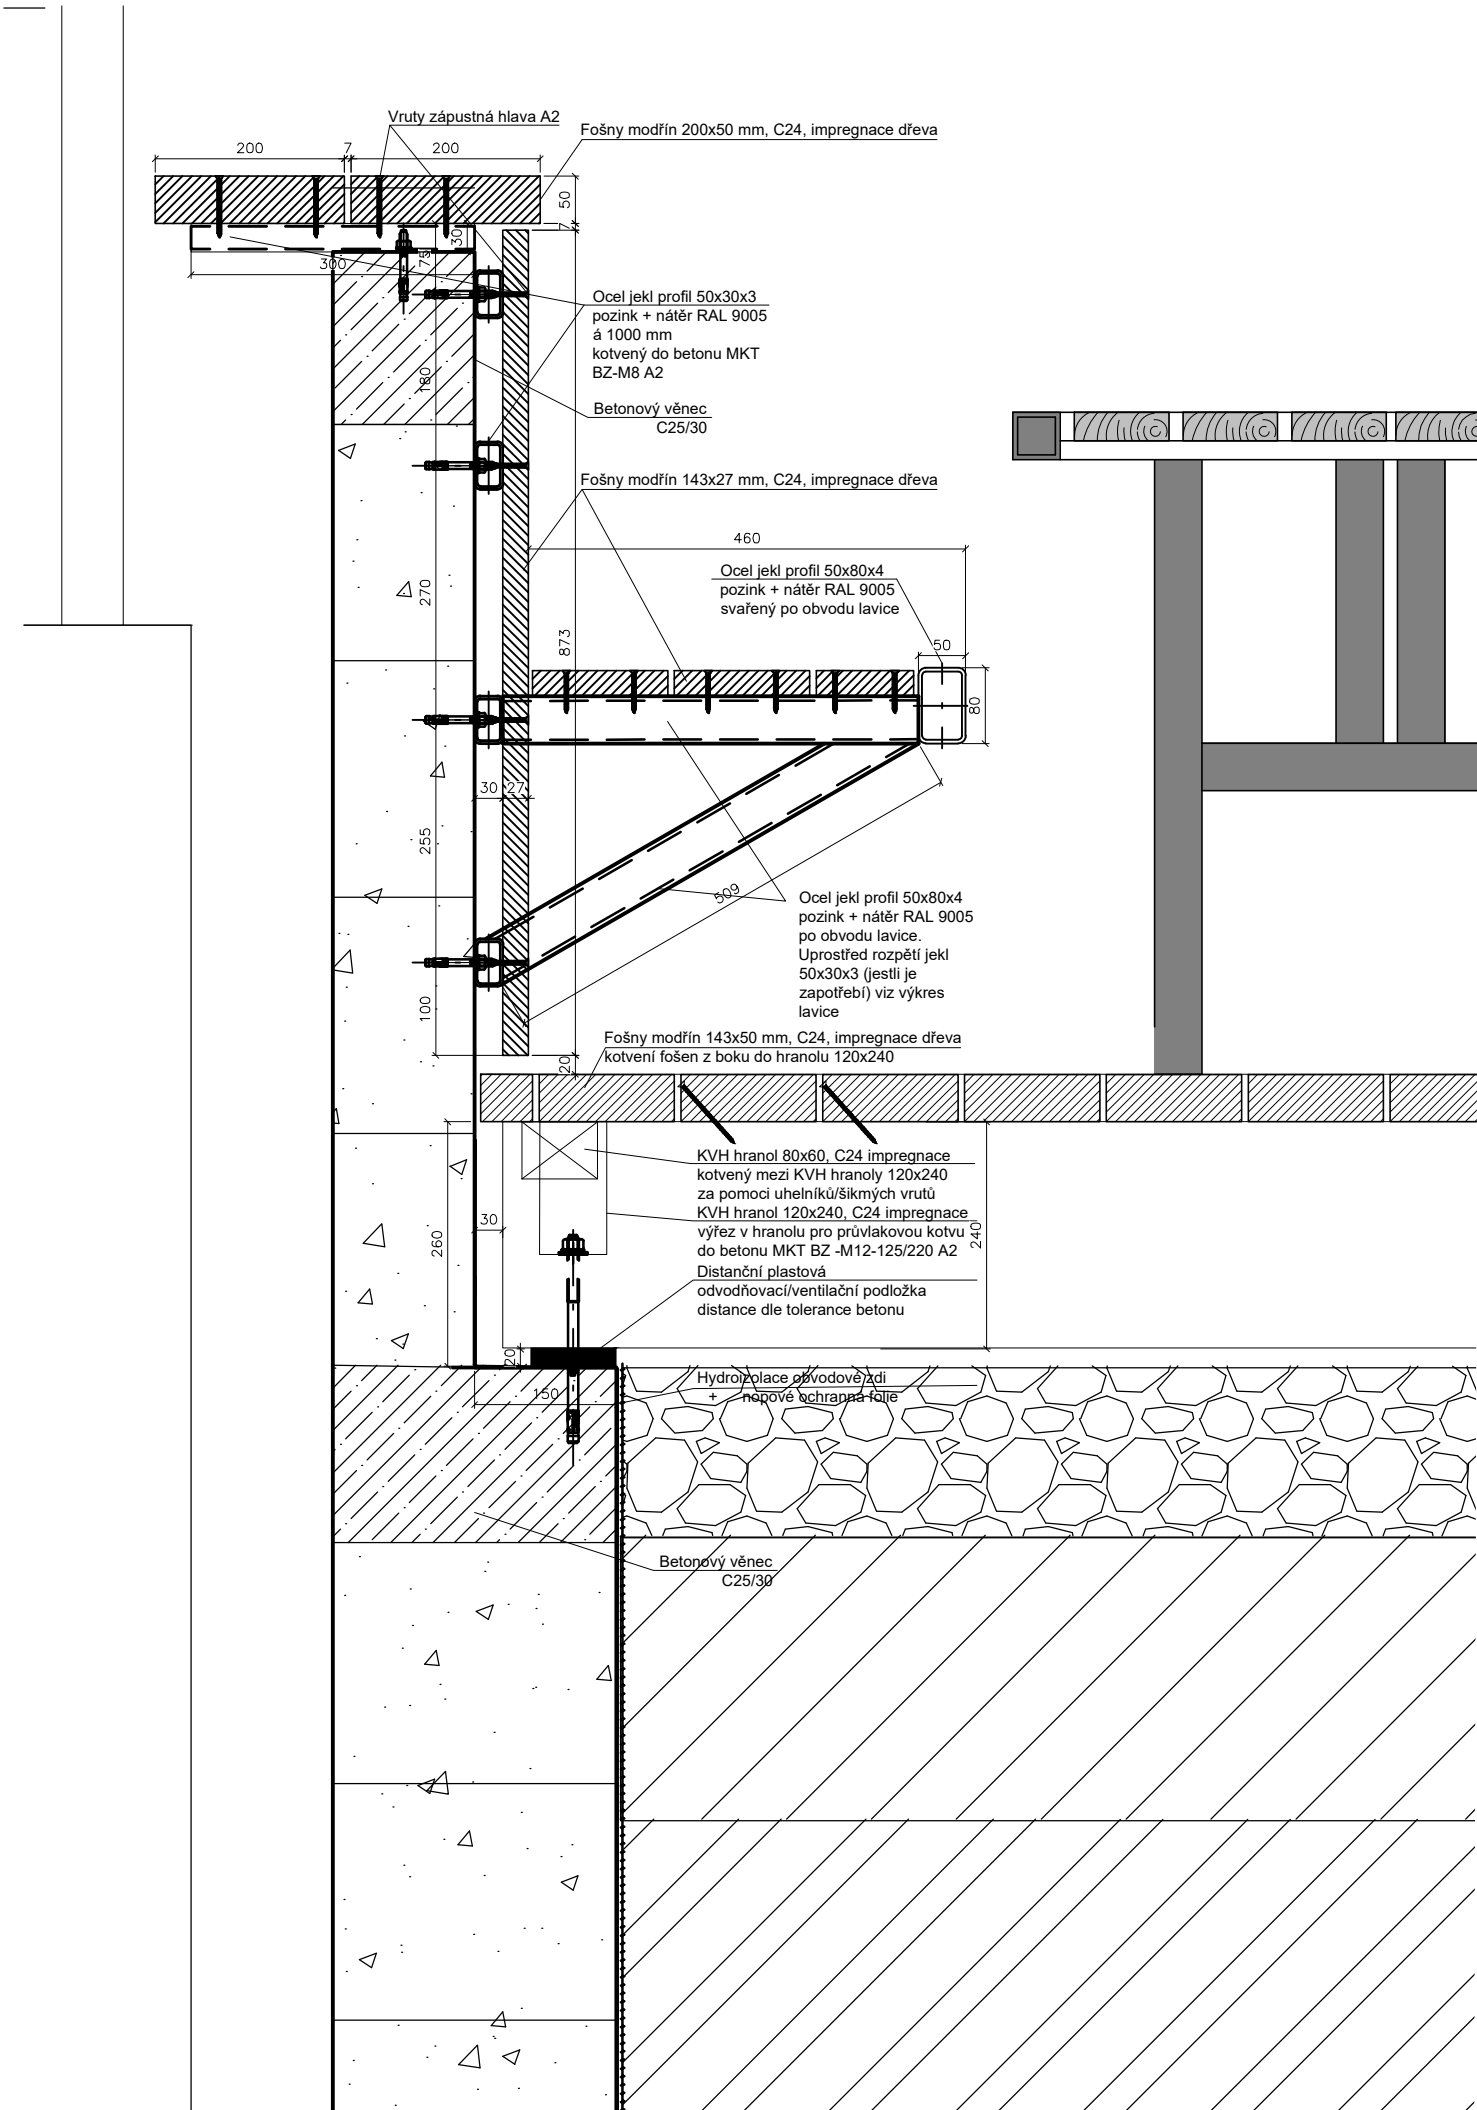 Vruty zápustná hlava A2
Fošny modřín 200x50 mm, C24, impregnace dřeva
200
7
200
50
7
30
75
300
Ocel jekl profil 50x30x3
pozink + nátěr RAL 9005
á 1000 mm
kotvený do betonu MKT
BZ-M8 A2
180
Betonový věnec
C25/30
Fošny modřín 143x27 mm, C24, impregnace dřeva
460
Ocel jekl profil 50x80x4
pozink + nátěr RAL 9005
svařený po obvodu lavice
270
873
50
80
30
27
255
509
Ocel jekl profil 50x80x4
pozink + nátěr RAL 9005
po obvodu lavice.
Uprostřed rozpětí jekl
50x30x3 (jestli je
zapotřebí) viz výkres
lavice
100
Fošny modřín 143x50 mm, C24, impregnace dřeva
kotvení fošen z boku do hranolu 120x240
20
KVH hranol 80x60, C24 impregnace
kotvený mezi KVH hranoly 120x240
za pomoci uhelníků/šikmých vrutů
KVH hranol 120x240, C24 impregnace
výřez v hranolu pro průvlakovou kotvu
do betonu MKT BZ -M12-125/220 A2
30
260
240
Distanční plastová
odvodňovací/ventilační podložka
distance dle tolerance betonu
20
150
Hydroizolace obvodové zdi
+ nopové ochranná folie
Betonový věnec
C25/30